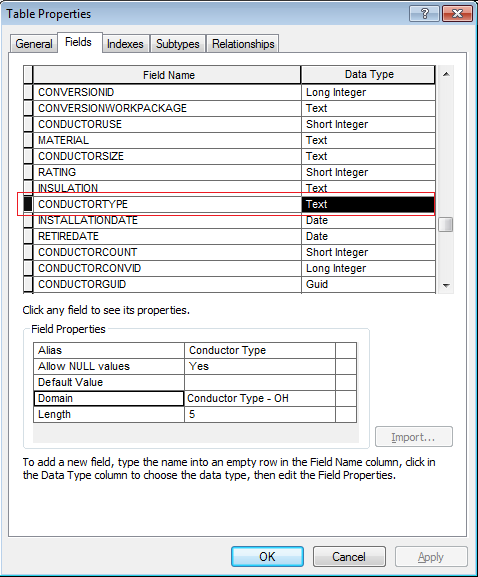 Table Properties
General Fields Indexes Subtypes Relationships
Field Name Data Type
CONVERSIONID Long Integer
CONVERSIONWORKPACKAGE Text
CONDUCTORUSE Short Integer
MATERIAL Text
CONDUCTORSIZE Text
RATING Short Integer
INSULATION Text
CONDUCTORTYPE Text
INSTALLATIONDATE Date
RETIREDATE Date
CONDUCTORCOUNT Short Integer
CONDUCTORCONVID Long Integer
CONDUCTORGUID Guid
Click any field to see its properties.
Field Properties
Alias Conductor Type
Allow NULL values Yes
Default Value
Domain Conductor Type - OH
Length 5
Import...
To add a new field, type the name into an empty row in the Field Name column, click in
the Data Type column to choose the data type, then edit the Field Properties.
OK Cancel Apply